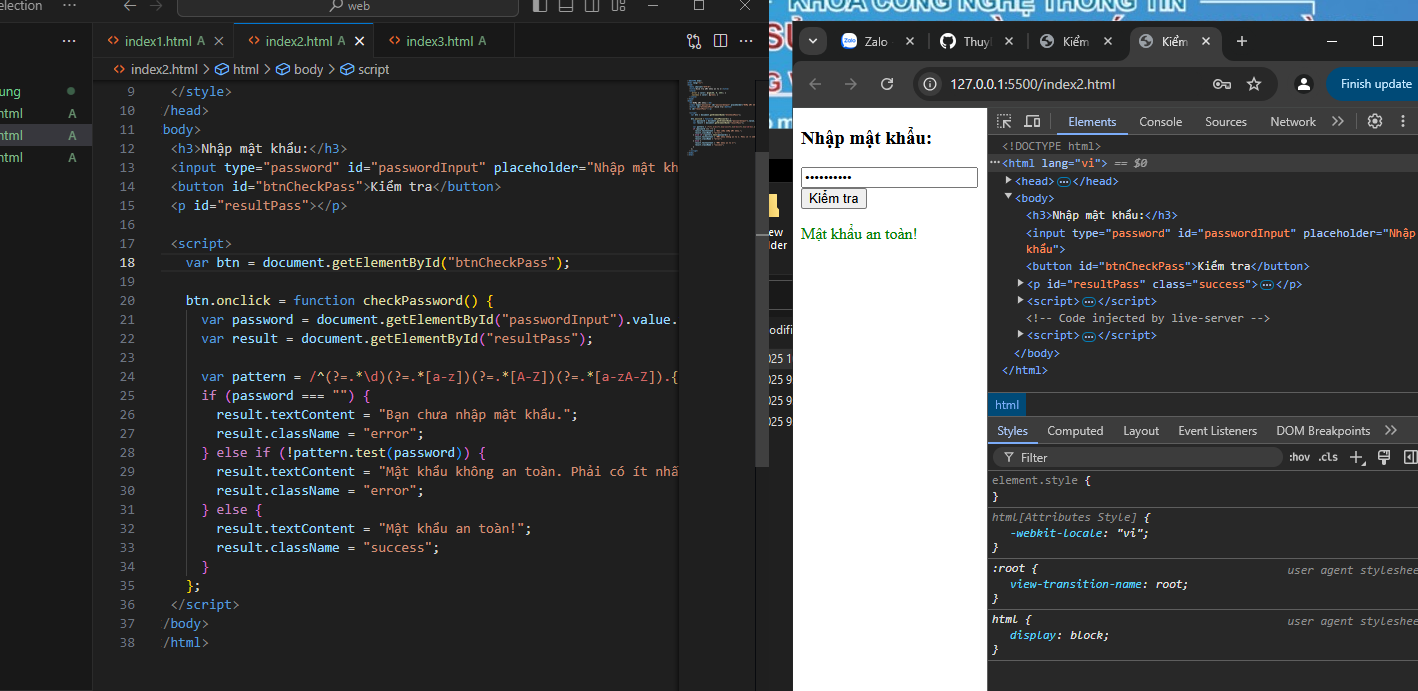 KHOA CÔNG NGHỆ THÔNG TIN
election ··· web
index1.html A index2.html A index3.html A
index2.html > html > body > script
ung
html A
html A
html A
9 </style>
10 /head>
11 body>
12 <h3>Nhập mật khẩu:</h3>
13 <input type="password" id="passwordInput" placeholder="Nhập mật kh
14 <button id="btnCheckPass">Kiểm tra</button>
15 <p id="resultPass"></p>
16
17 <script>
18 var btn = document.getElementById("btnCheckPass");
19
20 btn.onclick = function checkPassword() {
21 var password = document.getElementById("passwordInput").value.
22 var result = document.getElementById("resultPass");
23
24 var pattern = /^(?=.*\d)(?=.*[a-z])(?=.*[A-Z])(?=.*[a-zA-Z]).{
25 if (password === "") {
26 result.textContent = "Bạn chưa nhập mật khẩu.";
27 result.className = "error";
28 } else if (!pattern.test(password)) {
29 result.textContent = "Mật khẩu không an toàn. Phải có ít nhấ
30 result.className = "error";
31 } else {
32 result.textContent = "Mật khẩu an toàn!";
33 result.className = "success";
34 }
35 };
36 </script>
37 /body>
38 /html>
ew
lder
odifi
025 1
025 9
025 9
025 9
Zalo Thuy Kiểm Kiểm
127.0.0.1:5500/index2.html Finish update
Nhập mật khẩu:
••••••••••
Kiểm tra
Mật khẩu an toàn!
Elements Console Sources Network
<!DOCTYPE html>
<html lang="vi"> == $0
<head>…</head>
<body>
<h3>Nhập mật khẩu:</h3>
<input type="password" id="passwordInput" placeholder="Nhập
khẩu">
<button id="btnCheckPass">Kiểm tra</button>
<p id="resultPass" class="success">…</p>
<script>…</script>
<!-- Code injected by live-server -->
<script>…</script>
</body>
</html>
html
Styles Computed Layout Event Listeners DOM Breakpoints
Filter :hov .cls
element.style {
}
html[Attributes Style] {
-webkit-locale: "vi";
}
:root { user agent styleshee
view-transition-name: root;
}
html { user agent styleshee
display: block;
}